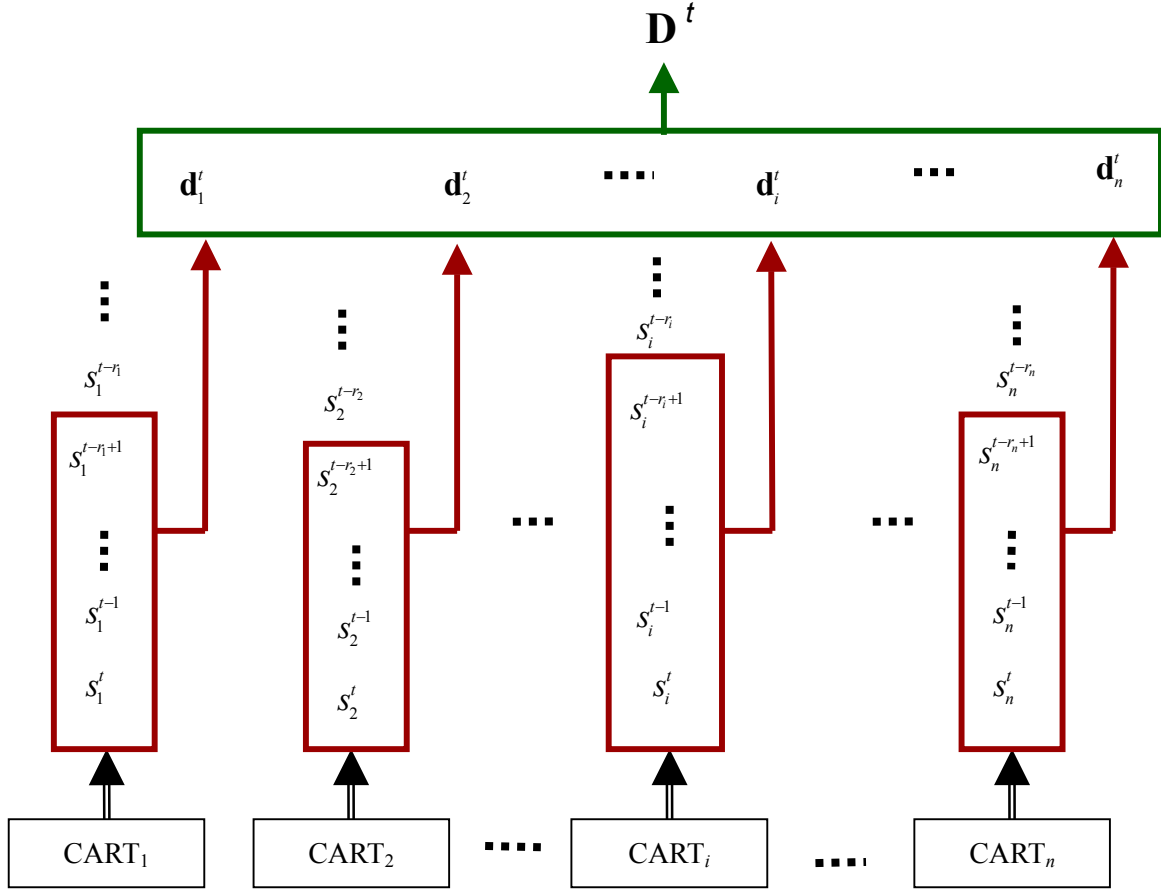 D^t
d_1^t d_2^t ..... d_i^t .... d_n^t
s_i^{t-r_i}
s_1^{t-r_1} s_2^{t-r_2} s_n^{t-r_n}
s_1^{t-r_1+1} s_2^{t-r_2+1} s_i^{t-r_i+1} s_n^{t-r_n+1}
.... ....
s_1^{t-1} s_2^{t-1} s_i^{t-1} s_n^{t-1}
s_1^t s_2^t s_i^t s_n^t
CART_1 CART_2 ..... CART_i .... CART_n